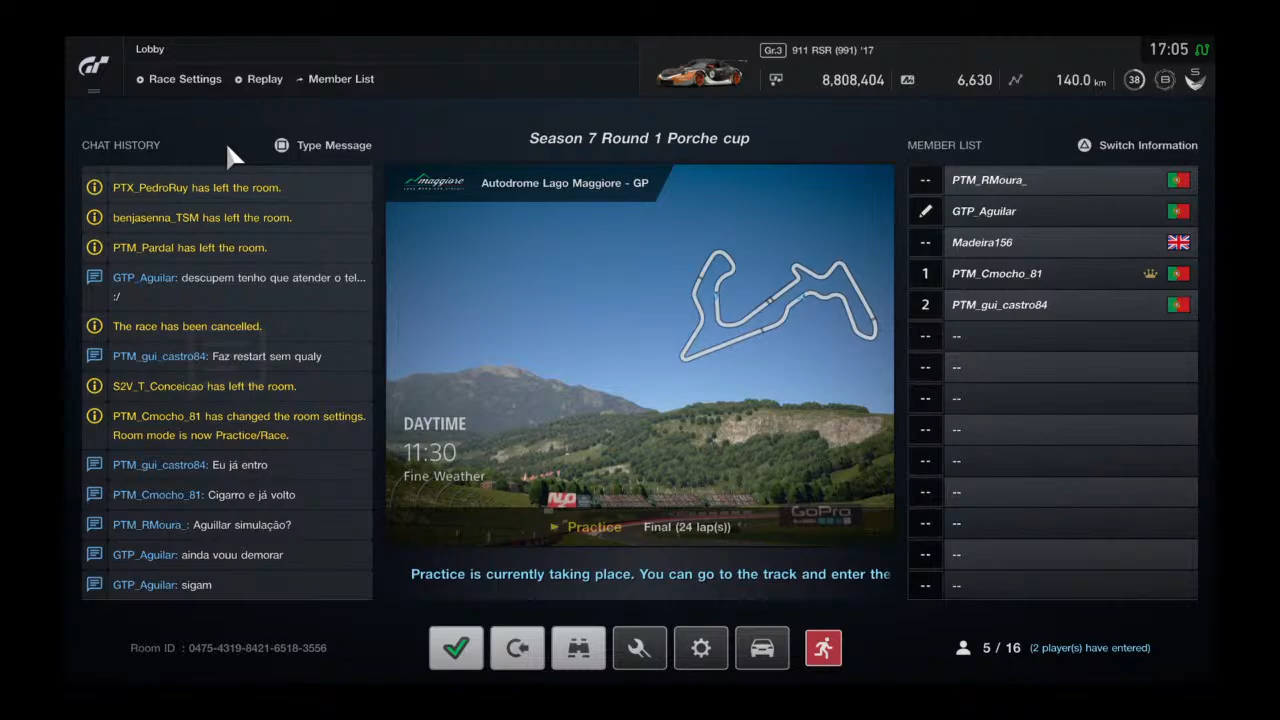 Lobby
Race Settings
Replay
Member List
Gr.3
911 RSR (991) '17
17:05
8,808,404
6,630
140.0 km
38
B
S
CHAT HISTORY
Type Message
PTX_PedroRuy has left the room.
benjasenna_TSM has left the room.
PTM_Pardal has left the room.
GTP_Aguilar: descupem tenho que atender o tel...
:/
The race has been cancelled.
PTM_gui_castro84: Faz restart sem qualy
S2V_T_Conceicao has left the room.
PTM_Cmocho_81 has changed the room settings.
Room mode is now Practice/Race.
PTM_gui_castro84: Eu já entro
PTM_Cmocho_81: Cigarro e já volto
PTM_RMoura_: Aguillar simulação?
GTP_Aguilar: ainda vouu demorar
GTP_Aguilar: sigam
Season 7 Round 1 Porche cup
maggiore
Autodrome Lago Maggiore - GP
DAYTIME
11:30
Fine Weather
GoPro
Practice
Final (24 lap(s))
Practice is currently taking place. You can go to the track and enter the
MEMBER LIST
Switch Information
-- PTM_RMoura_
GTP_Aguilar
-- Madeira156
1 PTM_Cmocho_81
2 PTM_gui_castro84
-- --
-- --
-- --
-- --
-- --
-- --
-- --
-- --
-- --
Room ID : 0475-4319-8421-6518-3556
5 / 16 (2 player(s) have entered)